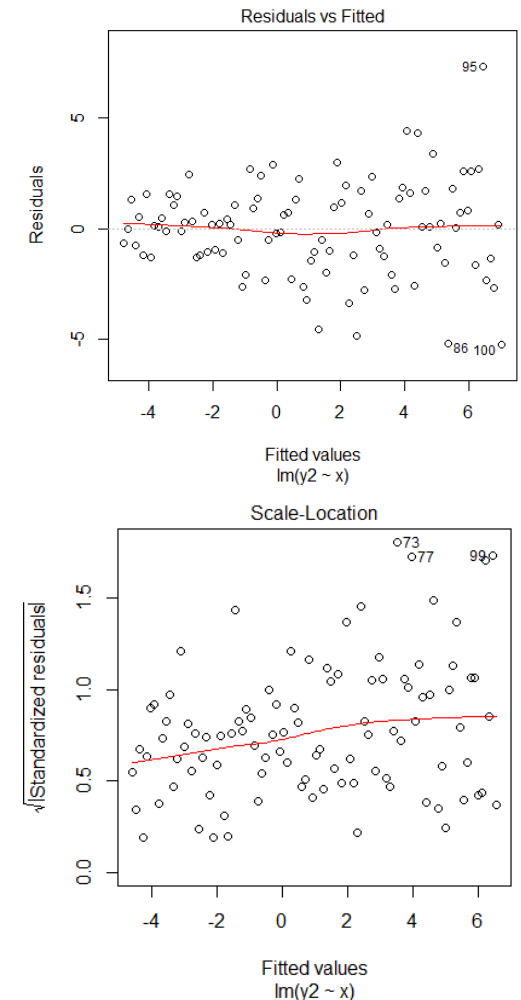 Residuals vs Fitted
Residuals
5
0
-5
95
86
100
-4 -2 0 2 4 6
Fitted values
lm(y2 ~ x)
Scale-Location
√|Standardized residuals|
1.5
1.0
0.5
0.0
73
77
99
-4 -2 0 2 4 6
Fitted values
lm(y2 ~ x)